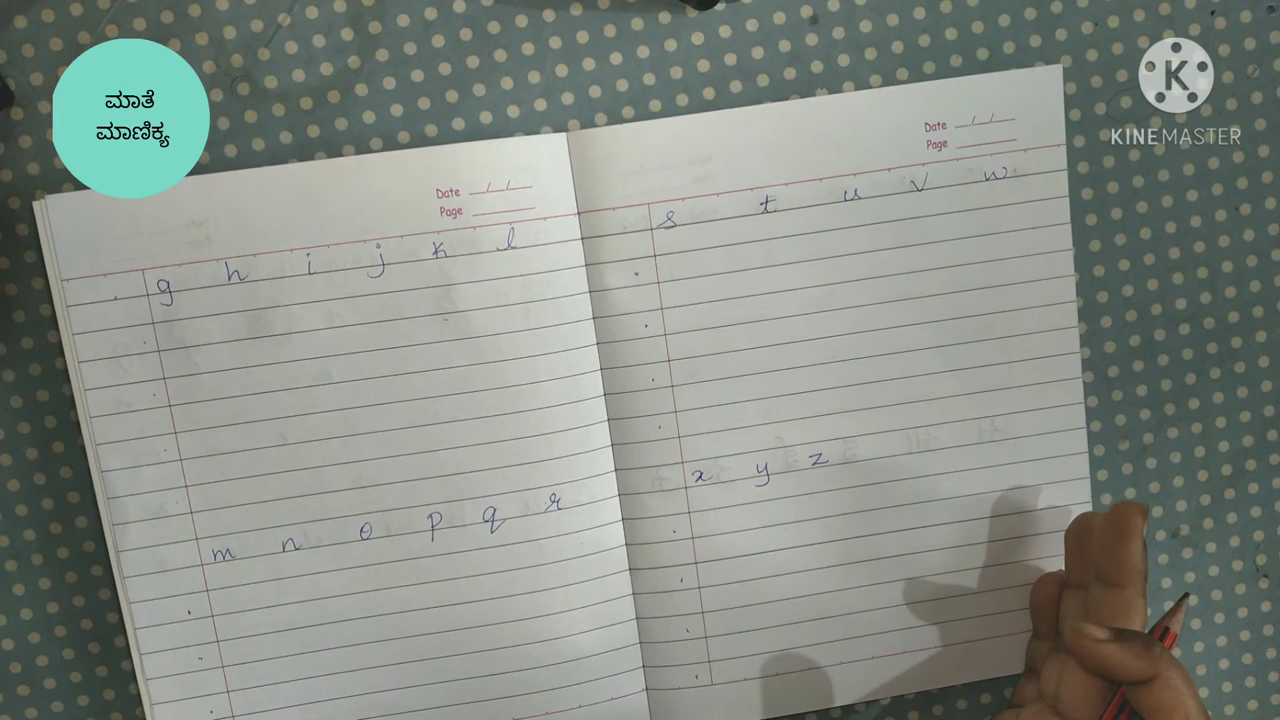 ಮಾತೆ
ಮಾಣಿಕ್ಯ
KINEMASTER
Date
Page
g h i j k l
m n o p q r
Date
Page
s t u v w
x y z